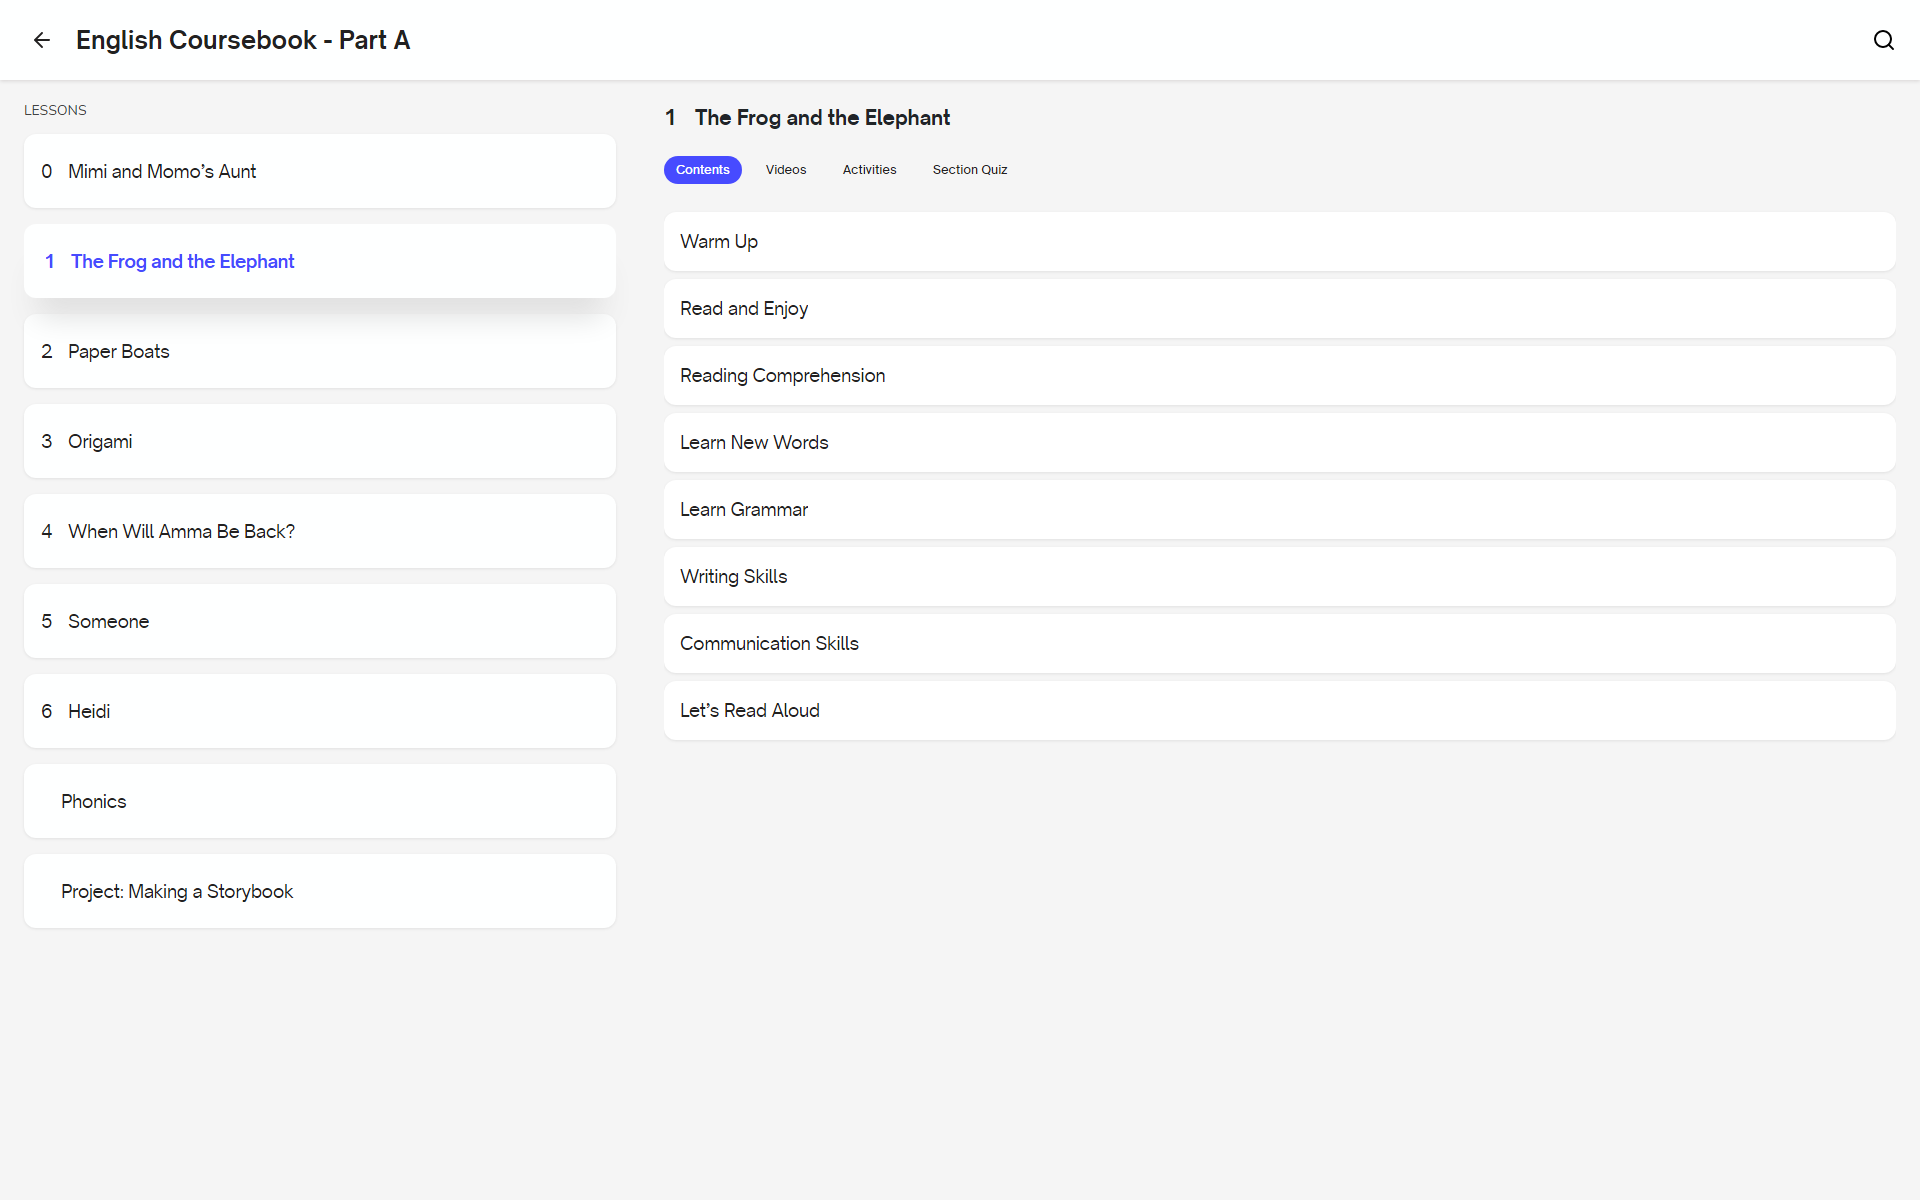 English Coursebook - Part A
LESSONS
0 Mimi and Momo’s Aunt
1 The Frog and the Elephant
2 Paper Boats
3 Origami
4 When Will Amma Be Back?
5 Someone
6 Heidi
Phonics
Project: Making a Storybook
1 The Frog and the Elephant
Contents Videos Activities Section Quiz
Warm Up
Read and Enjoy
Reading Comprehension
Learn New Words
Learn Grammar
Writing Skills
Communication Skills
Let’s Read Aloud